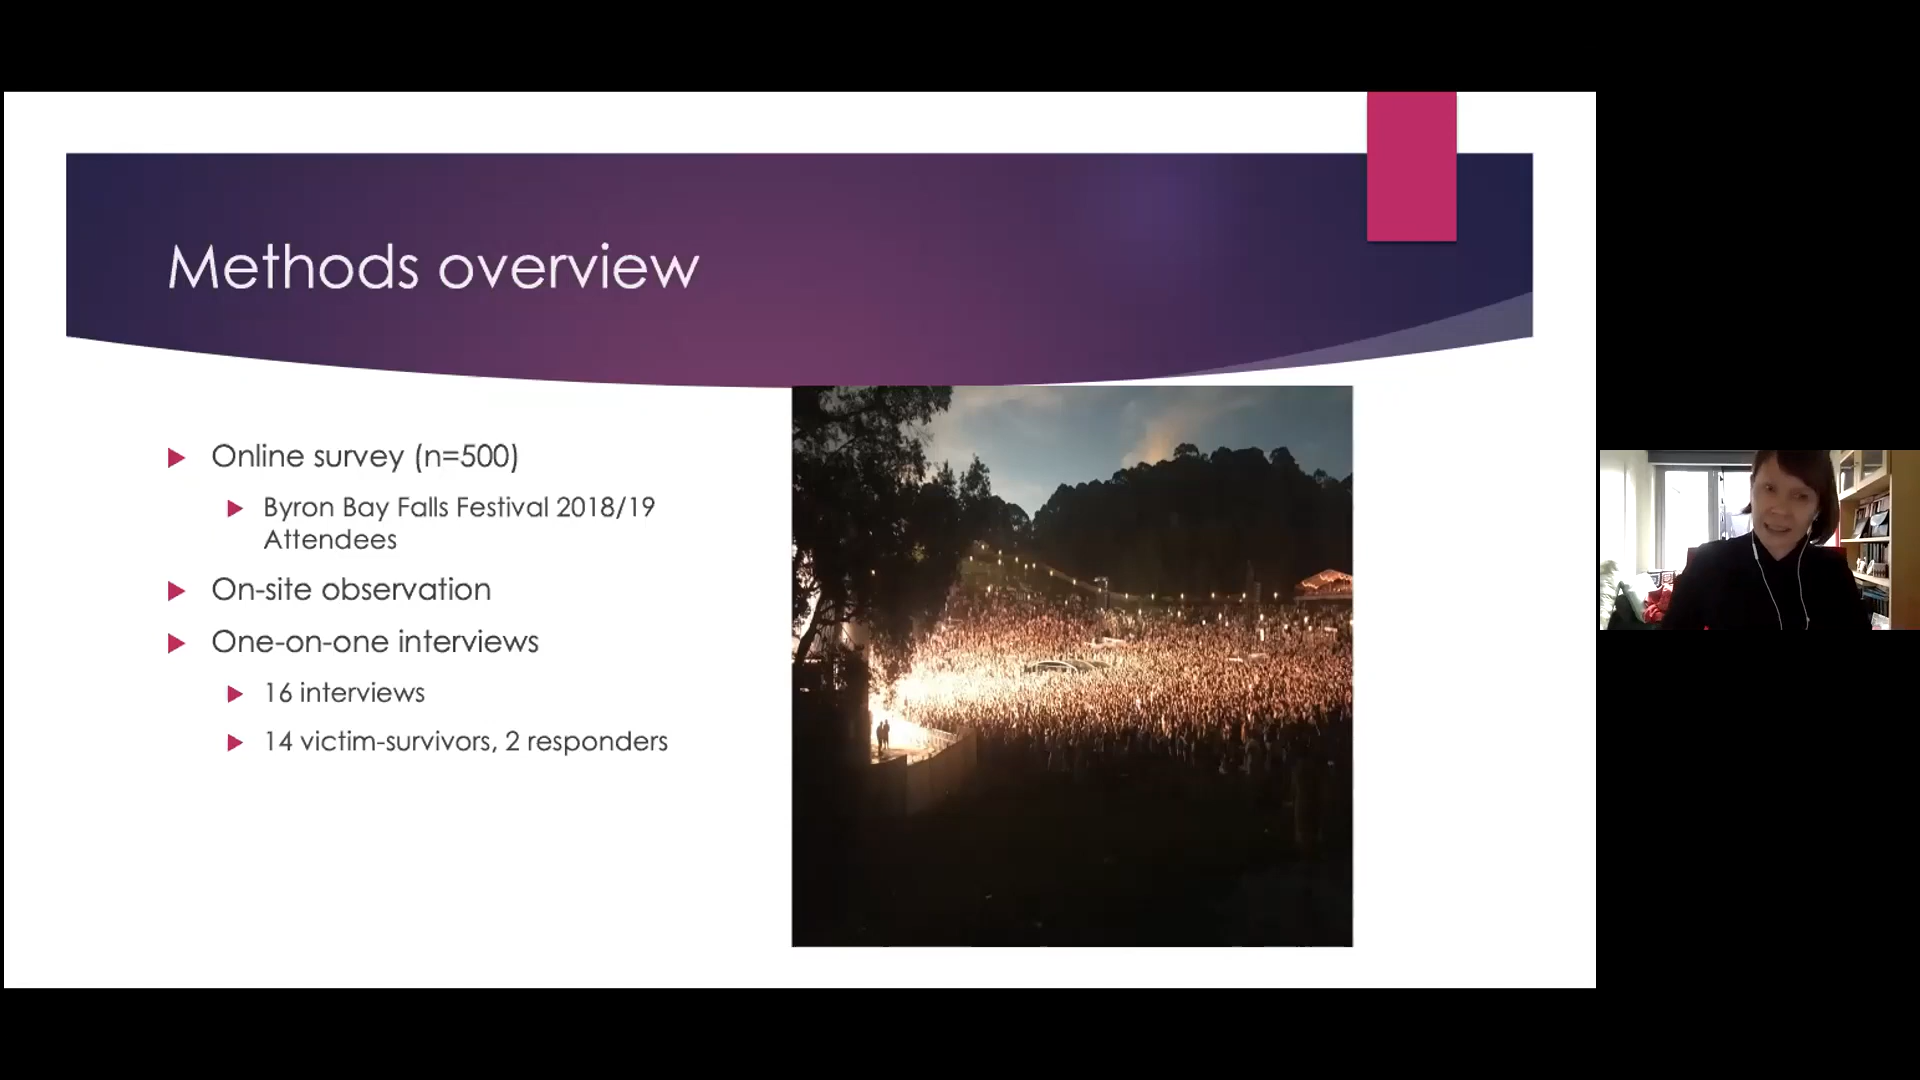 Methods overview
Online survey (n=500)
Byron Bay Falls Festival 2018/19
Attendees
On-site observation
One-on-one interviews
16 interviews
14 victim-survivors, 2 responders